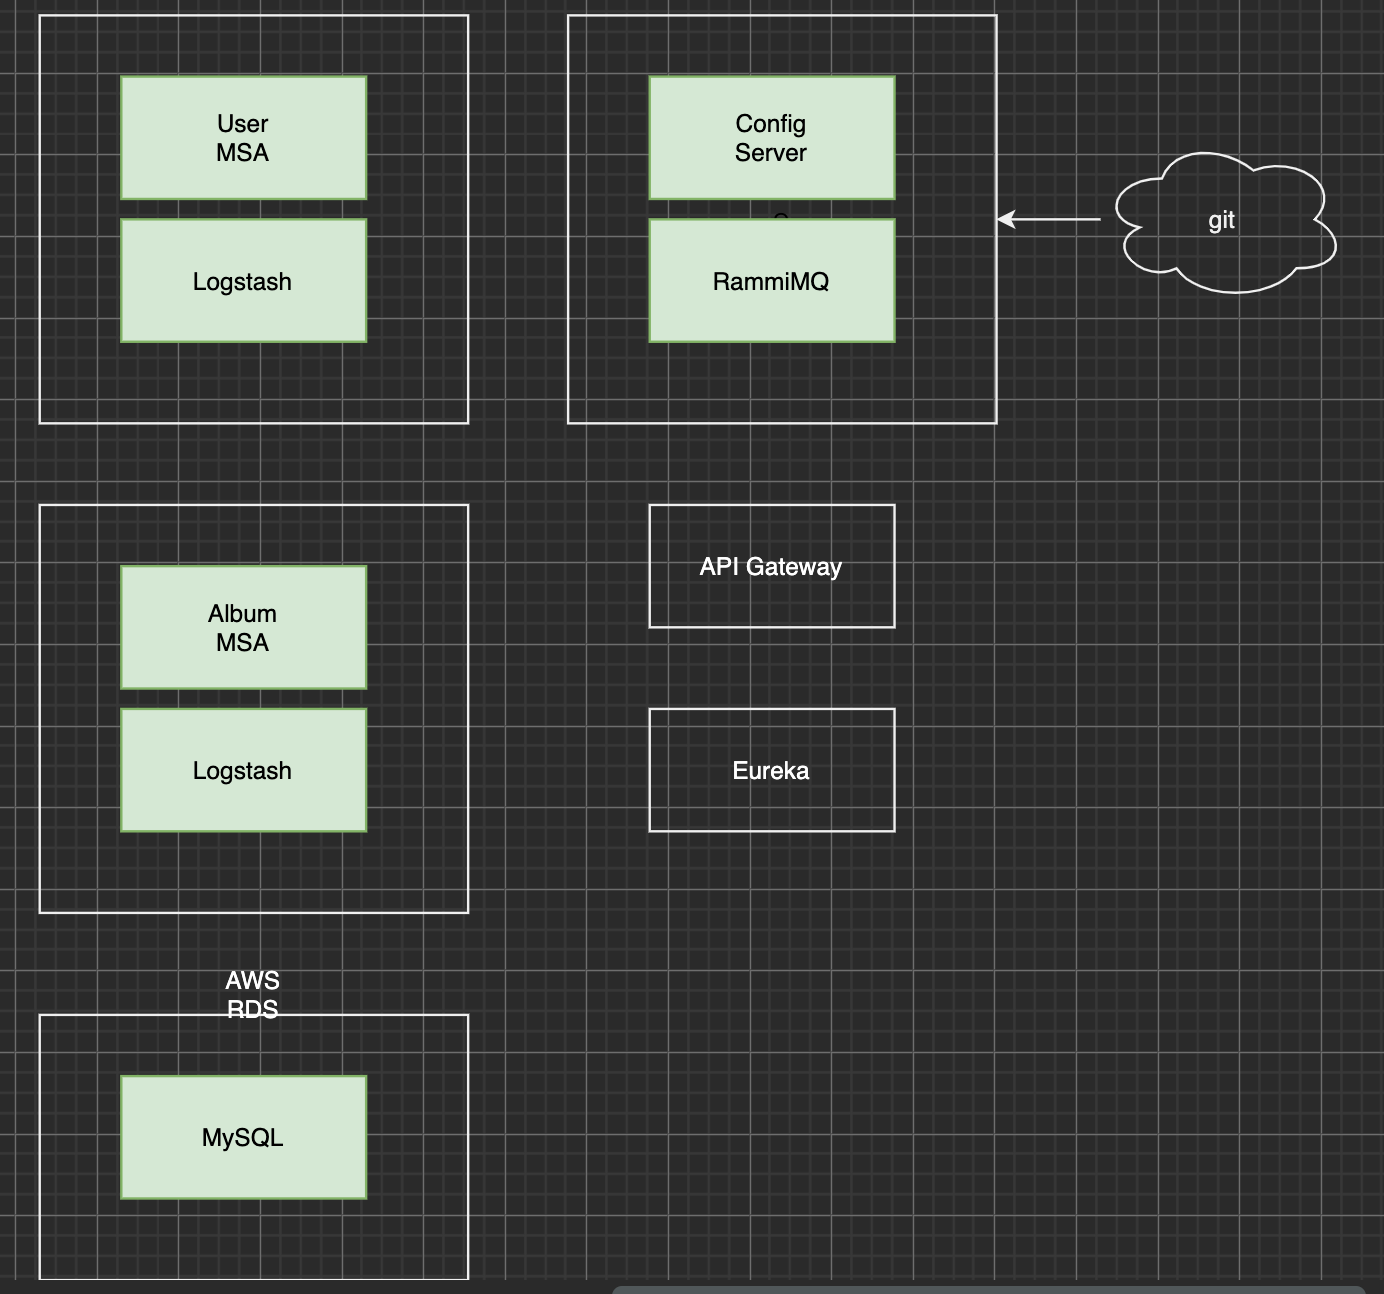 User
MSA
Logstash
Config
Server
RammiMQ
git
Album
MSA
Logstash
API Gateway
Eureka
AWS
RDS
MySQL